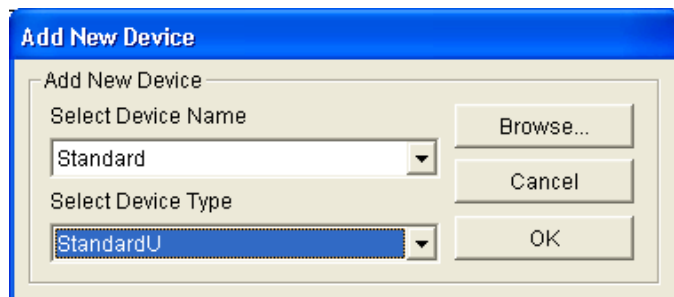 Add New Device
Add New Device
Select Device Name
Standard
Select Device Type
StandardU
Browse...
Cancel
OK